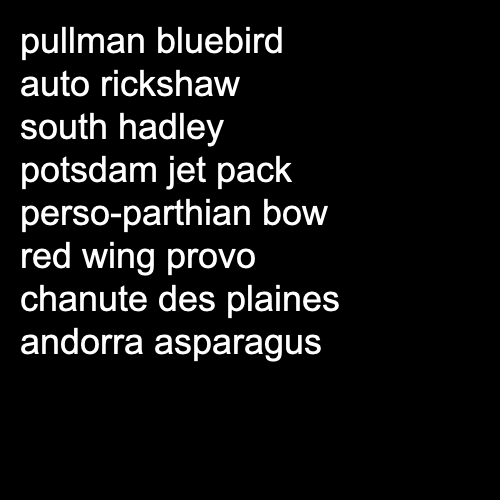 pullman bluebird
auto rickshaw
south hadley
potsdam jet pack
perso-parthian bow
red wing provo
chanute des plaines
andorra asparagus